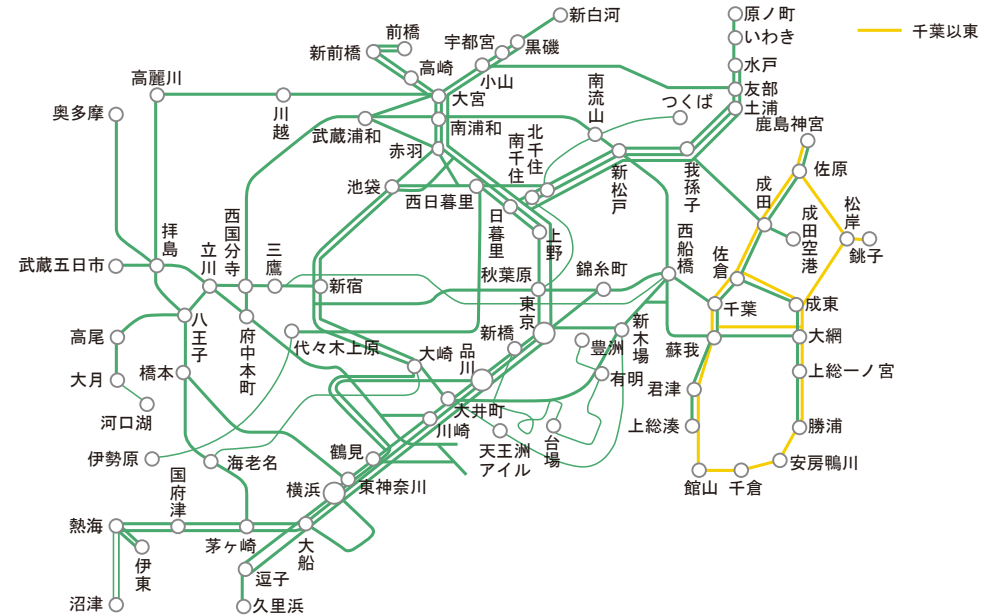 新白河
原ノ町
前橋
宇都宮
黒磯
いわき
千葉以東
新前橋
高崎
小山
水戸
高麗川
大宮
南流山
つくば
友部
土浦
奥多摩
川越
武蔵浦和
南浦和
南千住
北千住
鹿島神宮
赤羽
新松戸
我孫子
佐原
池袋
西日暮里
日暮里
成田
松岸
拝島
立川
西国分寺
三鷹
上野
西船橋
成田空港
銚子
武蔵五日市
新宿
秋葉原
錦糸町
佐倉
東京
千葉
成東
高尾
八王子
府中本町
代々木上原
新橋
新木場
蘇我
大網
大月
橋本
大崎
品川
豊洲
有明
君津
上総一ノ宮
河口湖
大井町
川崎
天王洲
アイル
台場
上総湊
勝浦
伊勢原
海老名
鶴見
東神奈川
安房鴨川
国府津
横浜
館山
千倉
熱海
茅ヶ崎
大船
伊東
逗子
沼津
久里浜